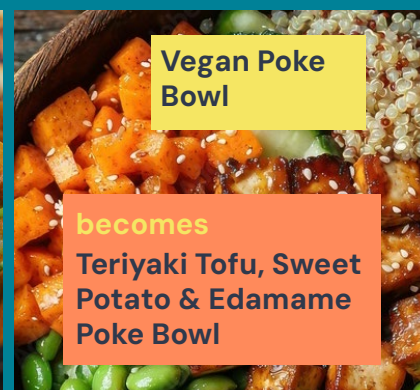 Vegan Poke
Bowl
becomes
Teriyaki Tofu, Sweet
Potato & Edamame
Poke Bowl